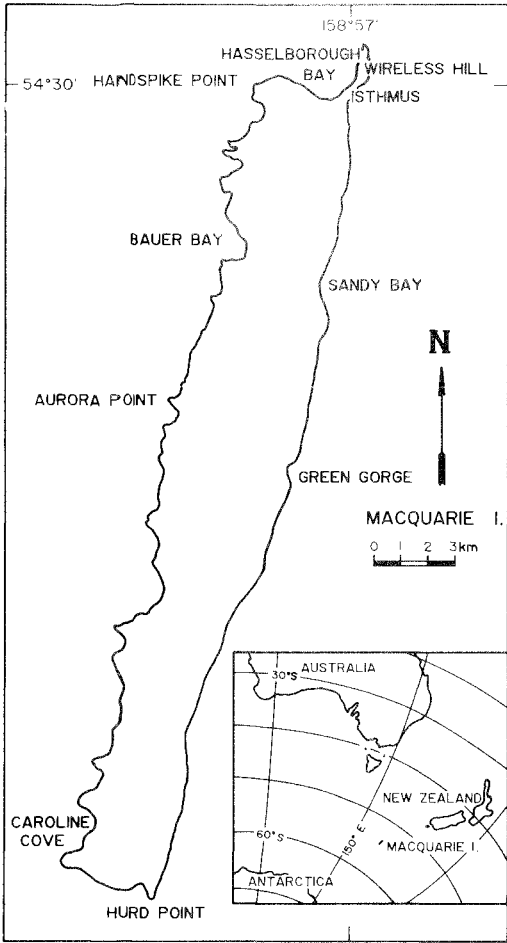 158°57'
HASSELBOROUGH
BAY
WIRELESS HILL
HANDSPIKE POINT
54°30'
ISTHMUS
BAUER BAY
SANDY BAY
N
AURORA POINT
GREEN GORGE
MACQUARIE I.
0 1 2 3km
AUSTRALIA
30°S
NEW ZEALAND
CAROLINE
COVE
60°S
150° E
MACQUARIE I.
ANTARCTICA
HURD POINT